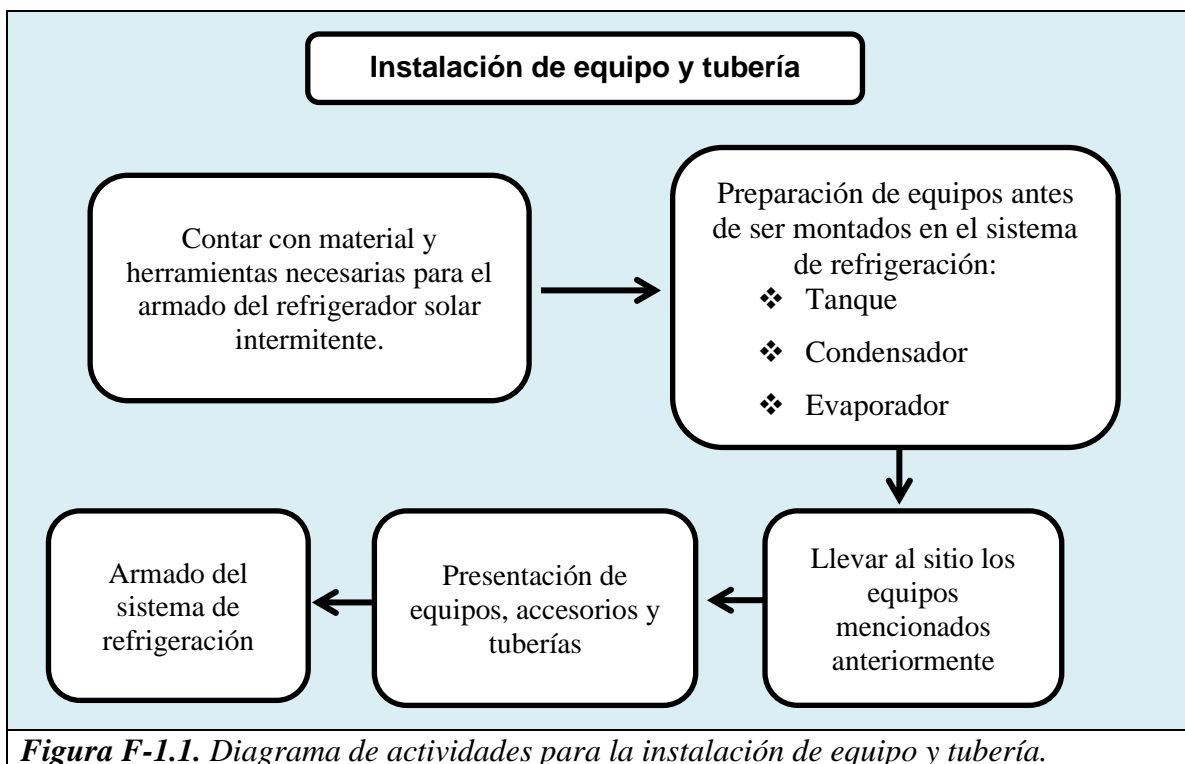 Instalación de equipo y tubería
Contar con material y
herramientas necesarias para el
armado del refrigerador solar
intermitente.
Preparación de equipos antes
de ser montados en el sistema
de refrigeración:
❖ Tanque
❖ Condensador
❖ Evaporador
Llevar al sitio los
equipos
mencionados
anteriormente
Presentación de
equipos, accesorios y
tuberías
Armado del
sistema de
refrigeración
Figura F-1.1. Diagrama de actividades para la instalación de equipo y tubería.